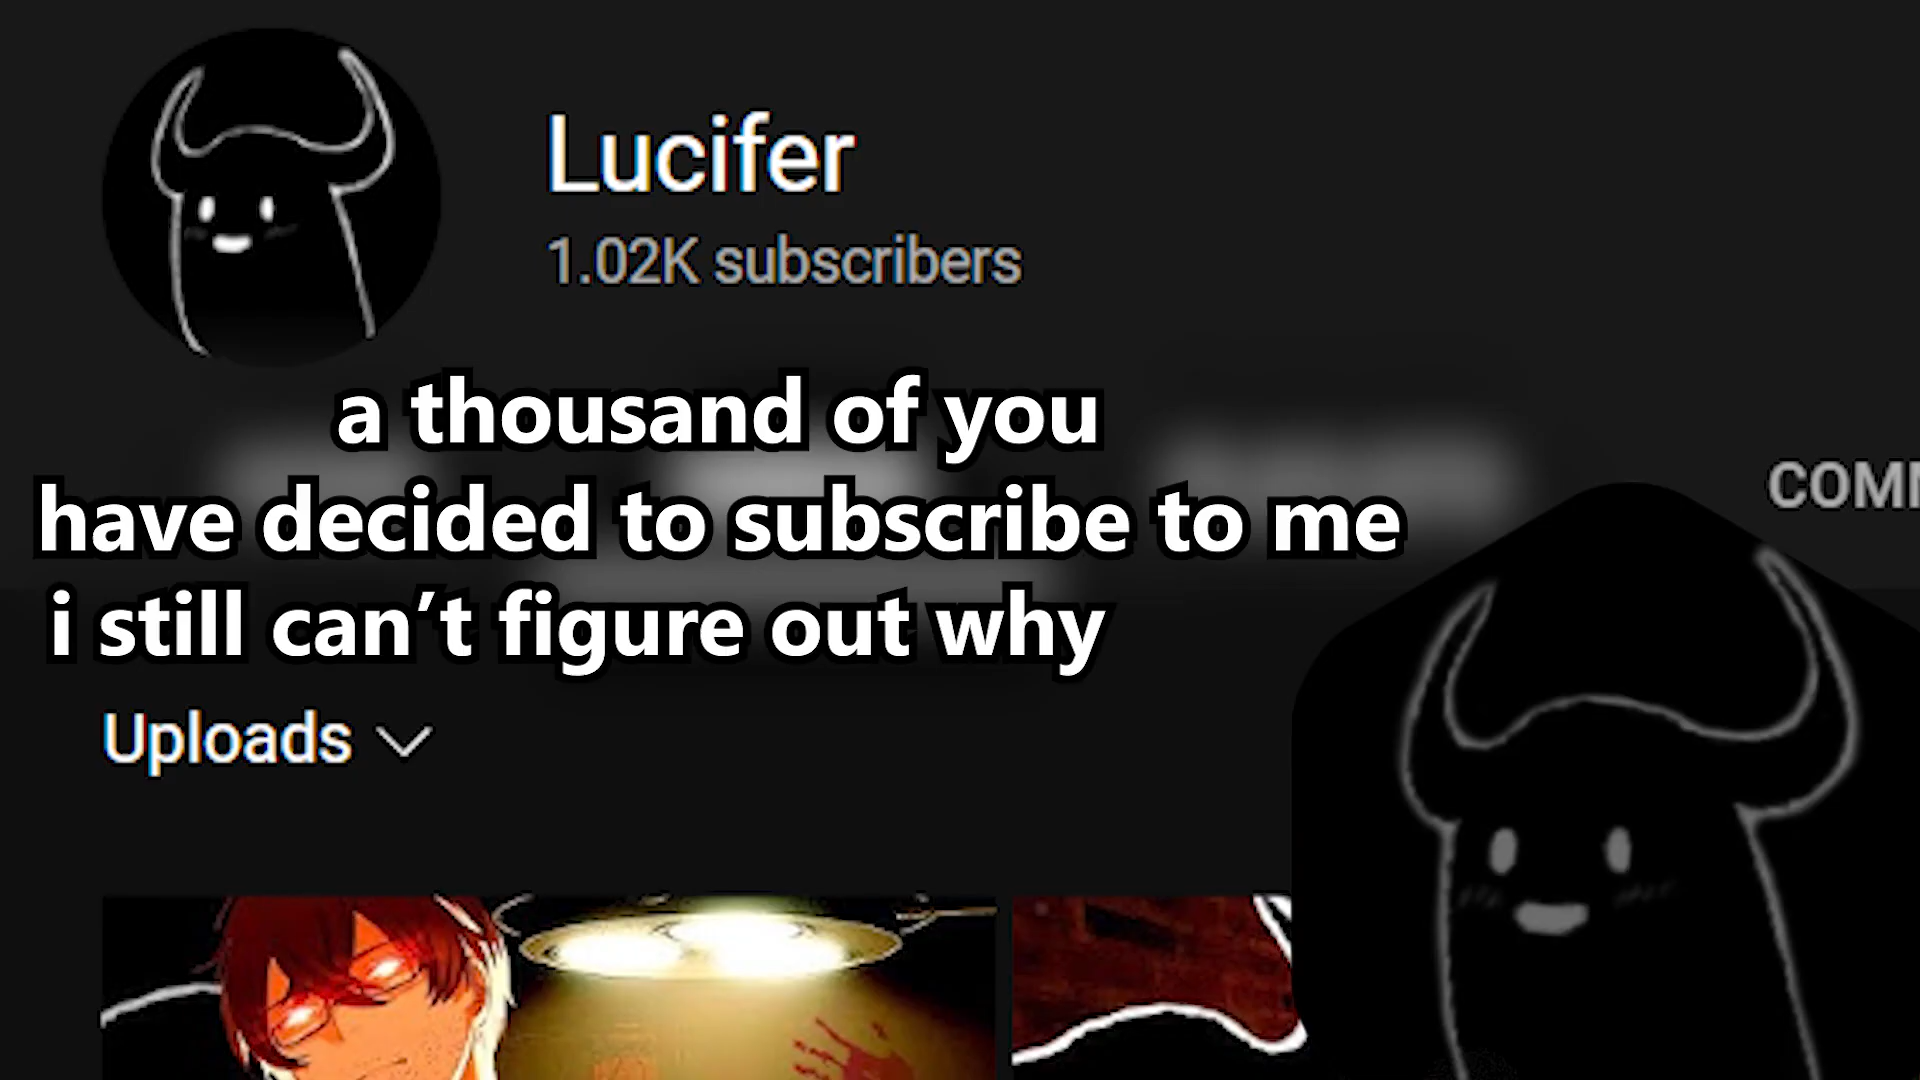 Lucifer
1.02K subscribers
a thousand of you
have decided to subscribe to me
COMM
i still can’t figure out why
Uploads